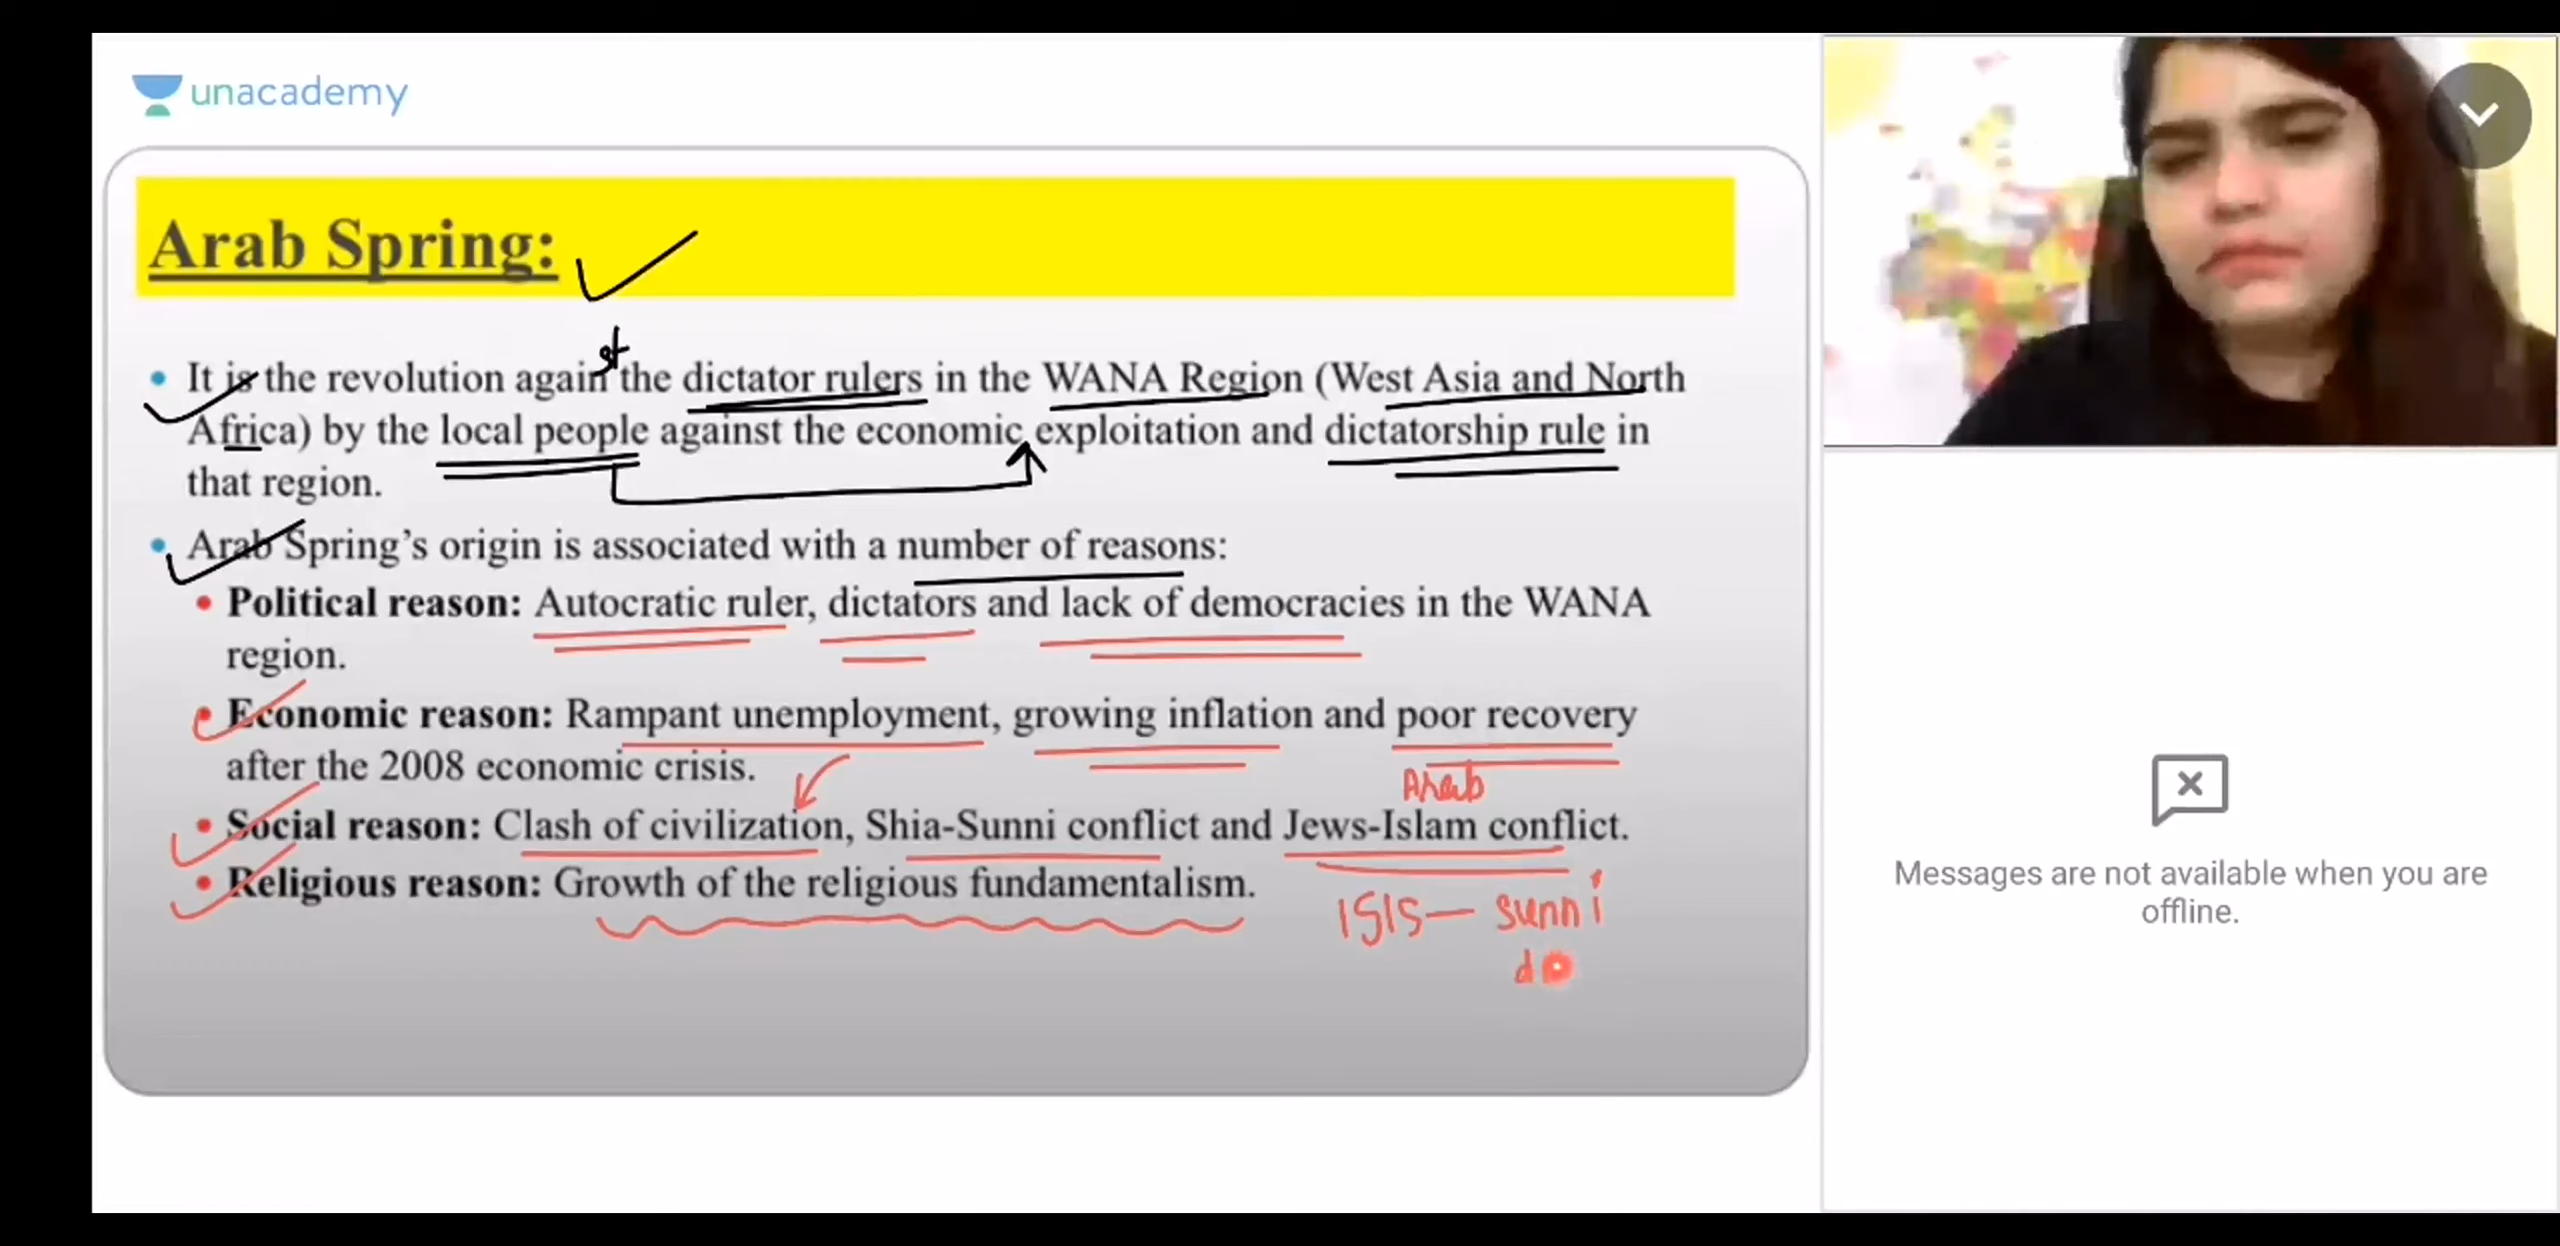 unacademy
Arab Spring:
st
It is the revolution again the dictator rulers in the WANA Region (West Asia and North
Africa) by the local people against the economic exploitation and dictatorship rule in
that region.
Arab Spring's origin is associated with a number of reasons:
Political reason: Autocratic ruler, dictators and lack of democracies in the WANA
region.
Economic reason: Rampant unemployment, growing inflation and poor recovery
after the 2008 economic crisis.
Arab
Social reason: Clash of civilization, Shia-Sunni conflict and Jews-Islam conflict.
Religious reason: Growth of the religious fundamentalism.
ISIS — Sunni
do
Messages are not available when you are
offline.